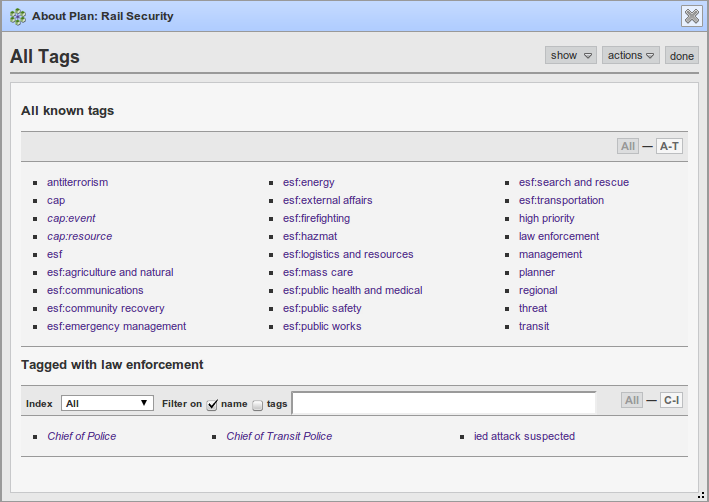 About Plan: Rail Security
All Tags
show
actions
done
All known tags
All — A-T
antiterrorism
cap
cap:event
cap:resource
esf
esf:agriculture and natural
esf:communications
esf:community recovery
esf:emergency management
esf:energy
esf:external affairs
esf:firefighting
esf:hazmat
esf:logistics and resources
esf:mass care
esf:public health and medical
esf:public safety
esf:public works
esf:search and rescue
esf:transportation
high priority
law enforcement
management
planner
regional
threat
transit
Tagged with law enforcement
Index All Filter on name tags All — C-I
Chief of Police
Chief of Transit Police
ied attack suspected